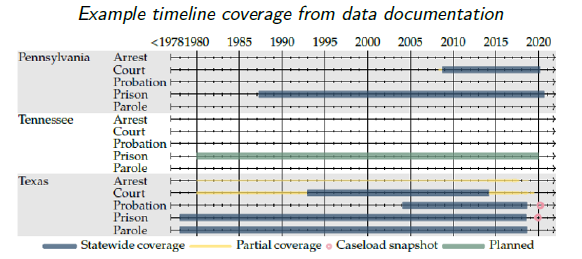 Example timeline coverage from data documentation
<1978 1980 1985 1990 1995 2000 2005 2010 2015 2020
Pennsylvania Arrest
Court
Probation
Prison
Parole
Tennessee Arrest
Court
Probation
Prison
Parole
Texas Arrest
Court
Probation
Prison
Parole
Statewide coverage Partial coverage Caseload snapshot Planned